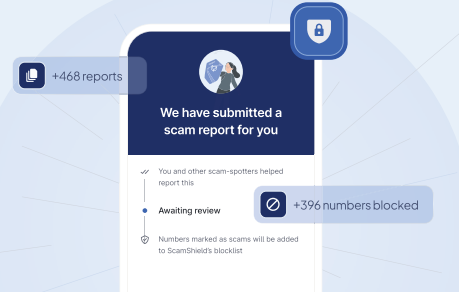 +468 reports
We have submitted a
scam report for you
You and other scam-spotters helped
report this
Awaiting review
+396 numbers blocked
Numbers marked as scams will be added
to ScamShield's blocklist